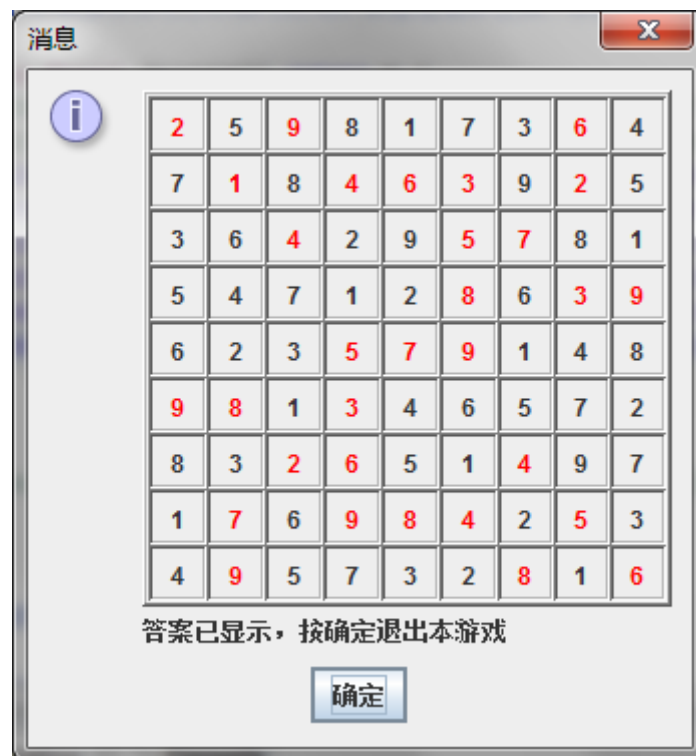 消息
2 5 9 8 1 7 3 6 4
7 1 8 4 6 3 9 2 5
3 6 4 2 9 5 7 8 1
5 4 7 1 2 8 6 3 9
6 2 3 5 7 9 1 4 8
9 8 1 3 4 6 5 7 2
8 3 2 6 5 1 4 9 7
1 7 6 9 8 4 2 5 3
4 9 5 7 3 2 8 1 6
答案已显示，按确定退出本游戏
确定